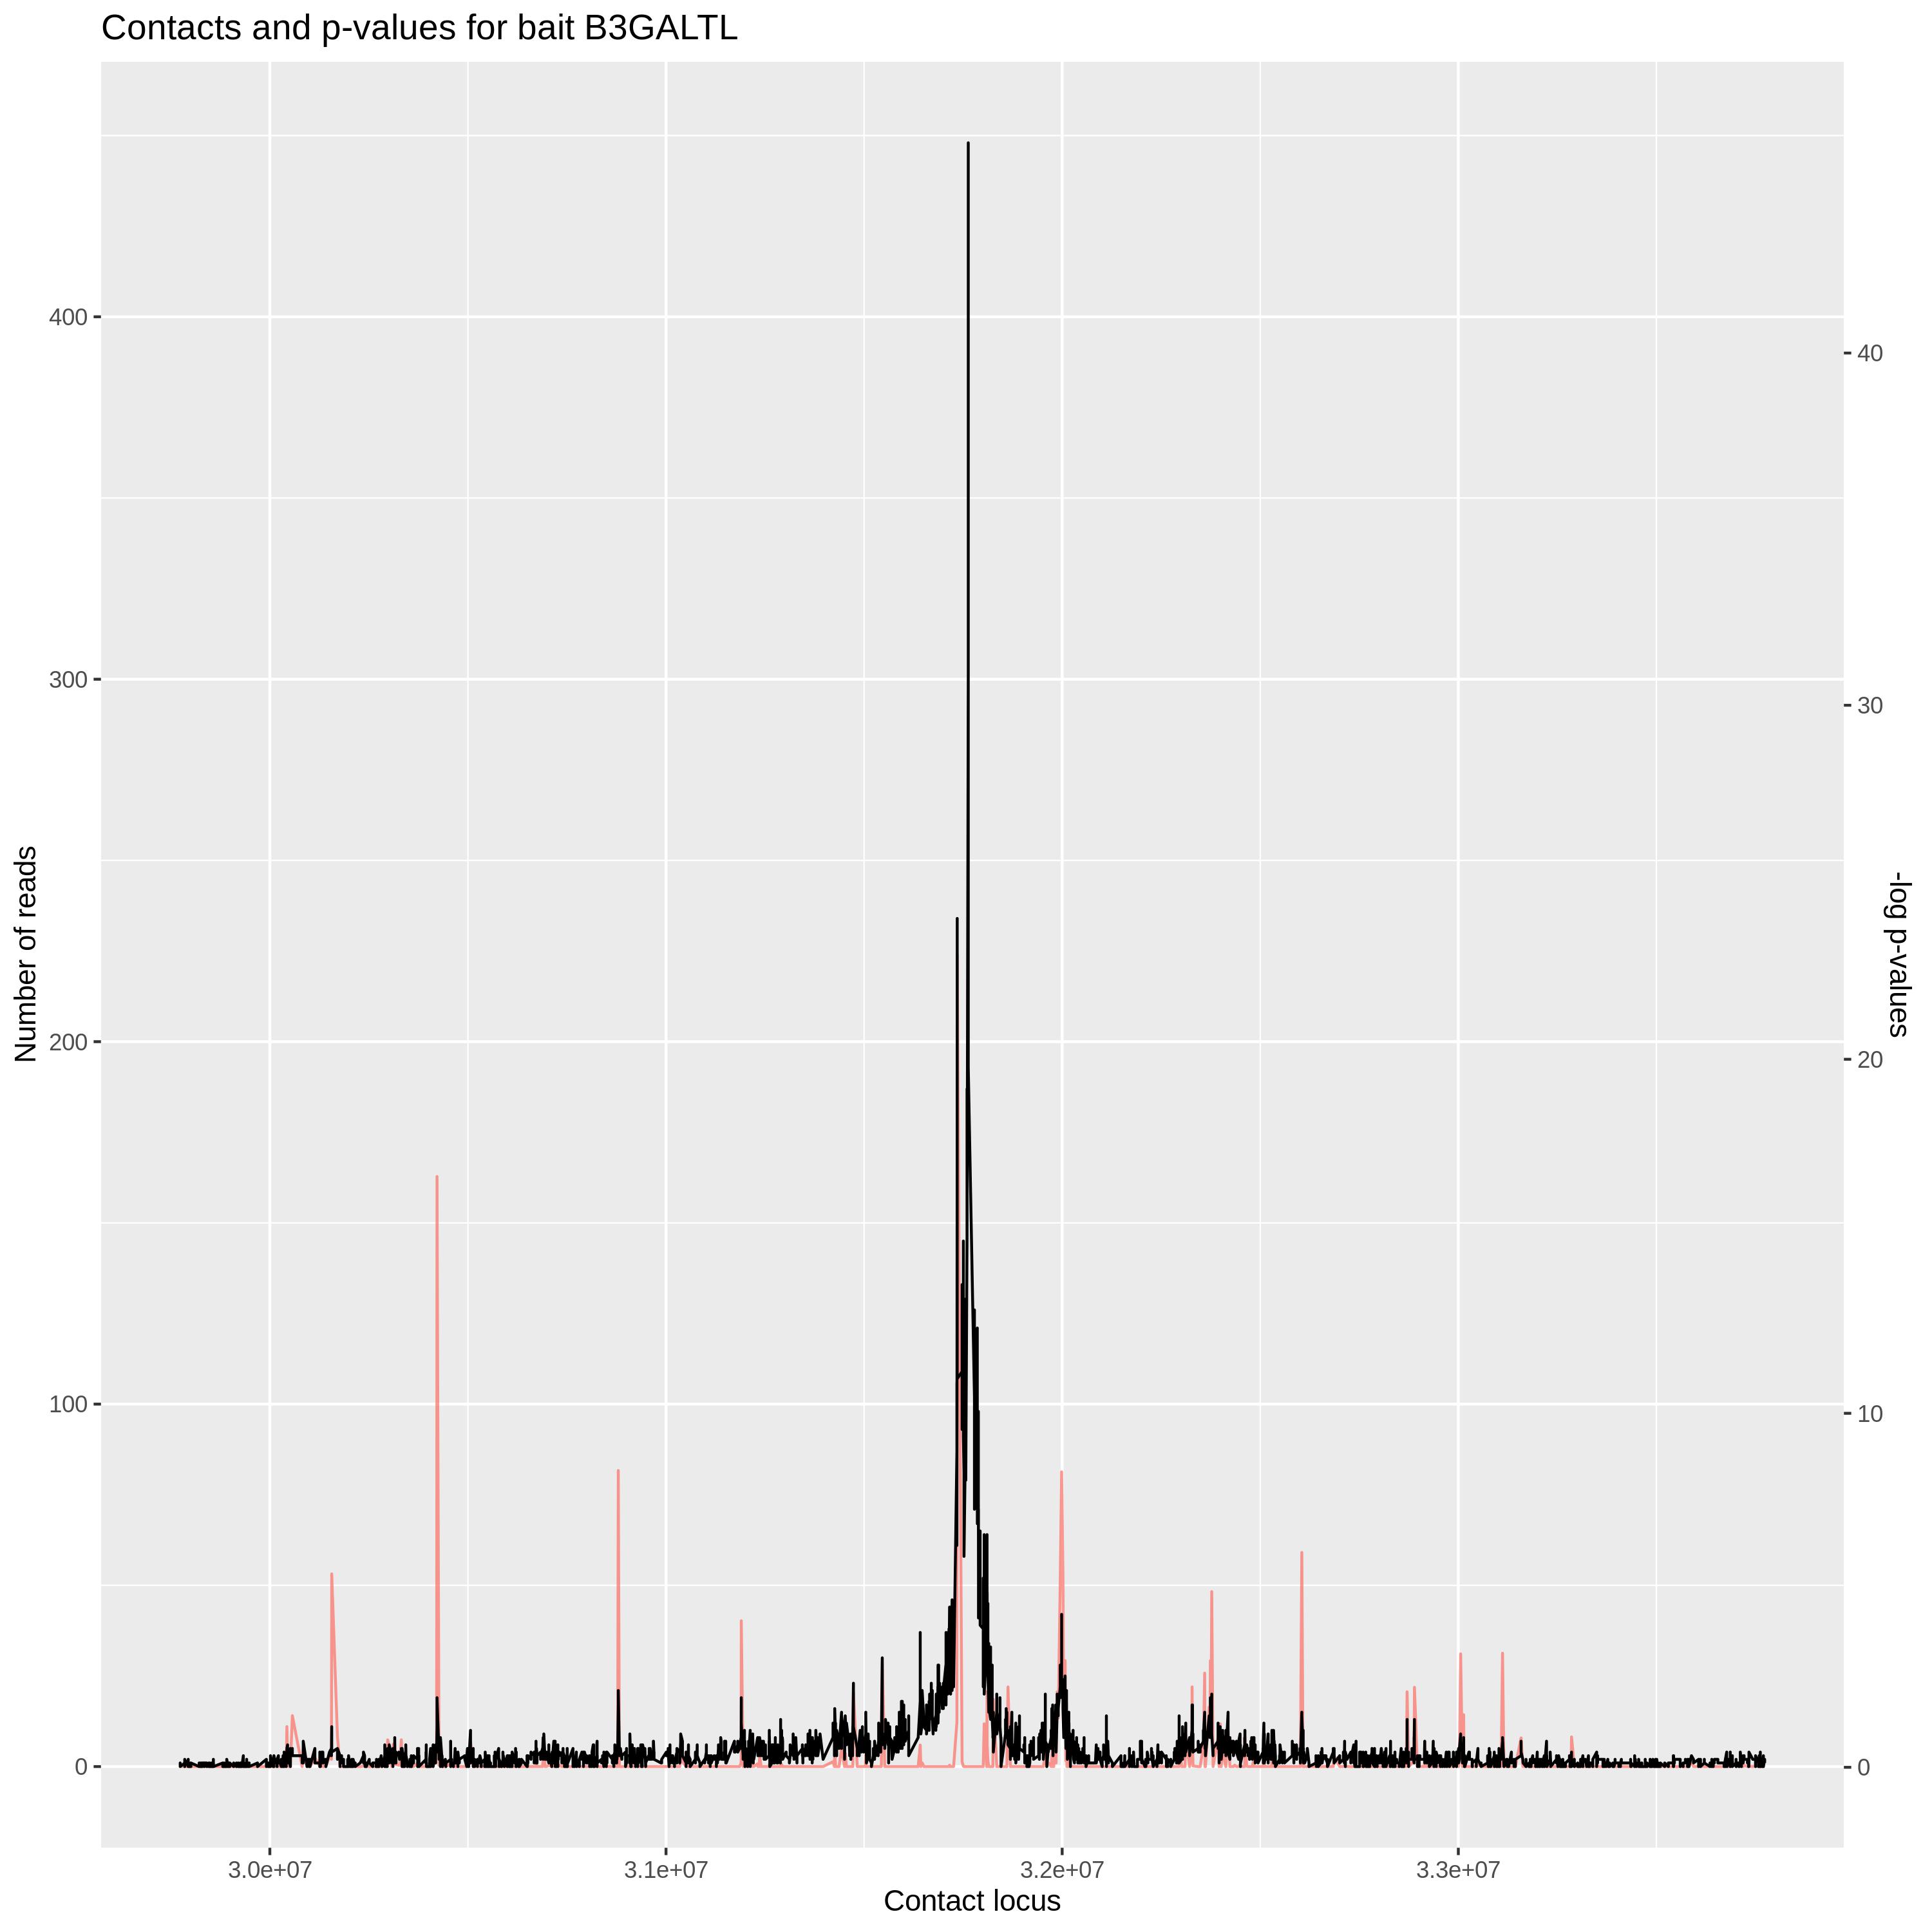 Contacts and p-values for bait B3GALTL
Number of reads
400
300
200
100
0
40
30
20
10
0
-log p-values
3.0e+07 3.1e+07 3.2e+07 3.3e+07
Contact locus